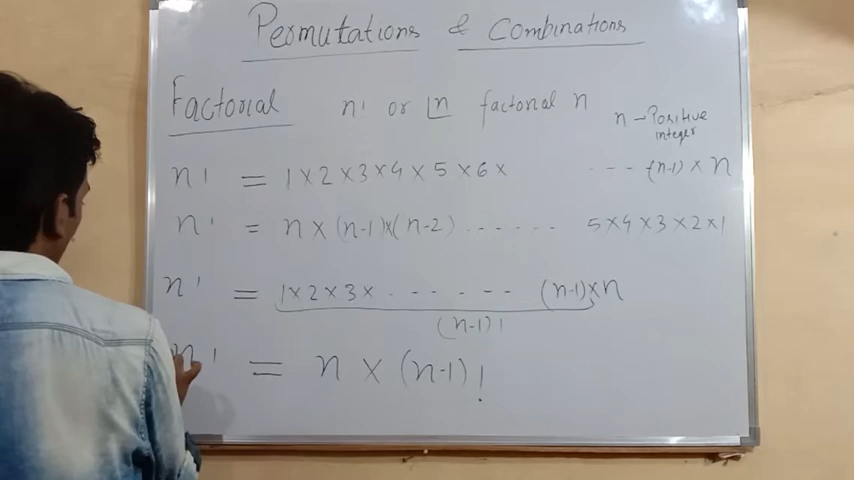 Permutations & Combinations
Factorial n! or ∟n factorial n
n → Positive integer
n! = 1 × 2 × 3 × 4 × 5 × 6 × --- (n-1) × n
n! = n × (n-1) × (n-2) ....... 5 × 4 × 3 × 2 × 1
n! = 1 × 2 × 3 × ....... (n-1) × n
(n-1)!
n! = n × (n-1)!